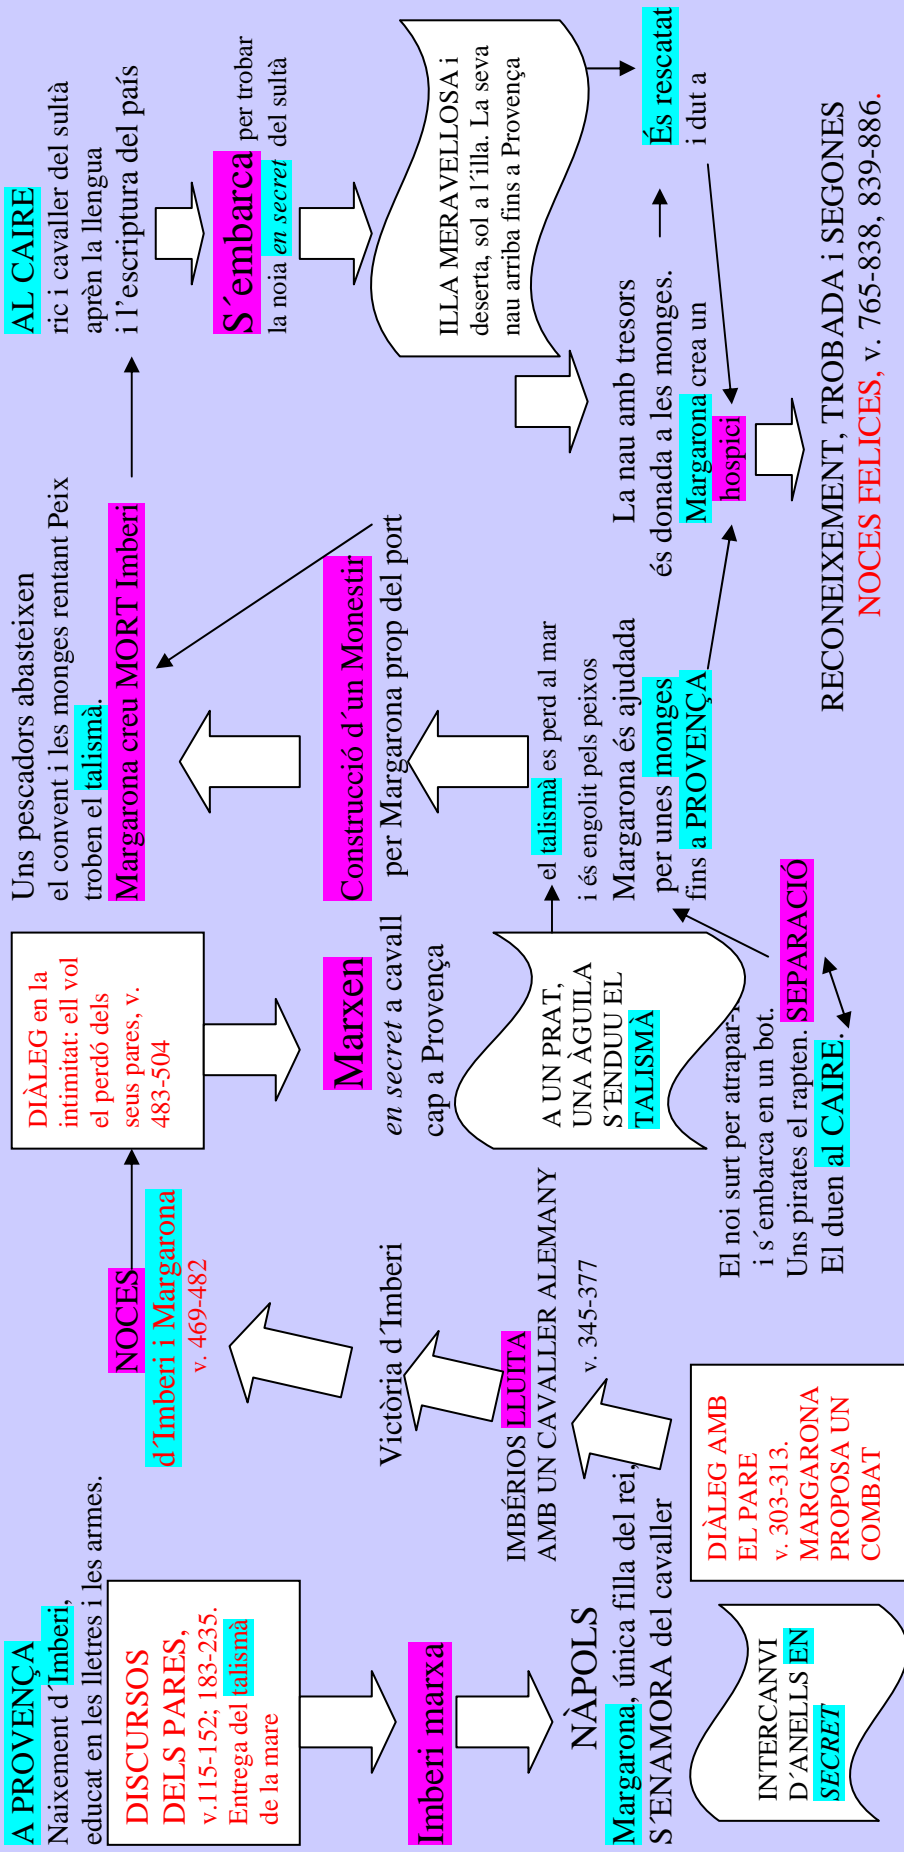 A PROVENÇA
Naixement d´Imberi,
educat en les lletres i les armes.
DISCURSOS
DELS PARES,
v.115-152; 183-235.
Entrega del talismà
de la mare
Imberi marxa
NÀPOLS
Margarona, única filla del rei,
S´ENAMORA del cavaller
INTERCANVI
D´ANELLS EN
SECRET
DIÀLEG AMB
EL PARE
v. 303-313.
MARGARONA
PROPOSA UN
COMBAT
IMBÉRIOS LLUITA
AMB UN CAVALLER ALEMANY
v. 345-377
Victòria d´Imberi
NOCES
d´Imberi i Margarona
v. 469-482
DIÀLEG en la
intimitat: ell vol
el perdó dels
seus pares, v.
483-504
Marxen
en secret a cavall
cap a Provença
A UN PRAT,
UNA ÀGUILA
S´ENDUU EL
TALISMÀ
El noi surt per
i s´embarca en un bot.
Uns pirates el rapten. SEPARACIÓ
El duen al CAIRE.
el talismà es perd al mar
i és engolit pels peixos
Margarona és ajudada
per unes monges
fins a PROVENÇA
Construcció d´un Monestir
per Margarona prop del port
Uns pescadors abasteixen
el convent i les monges rentant Peix
troben el talismà.
Margarona creu MORT Imberi
AL CAIRE
ric i cavaller del sultà
aprèn la llengua
i l’escriptura del país
S´embarca per trobar
la noia en secret del sultà
ILLA MERAVELLOSA i
deserta, sol a l´illa. La seva
nau arriba fins a Provença
És rescatat
i dut a
La nau amb tresors
és donada a les monges.
Margarona crea un
hospici
RECONEIXEMENT, TROBADA i SEGONES
NOCES FELICES, v. 765-838, 839-886.